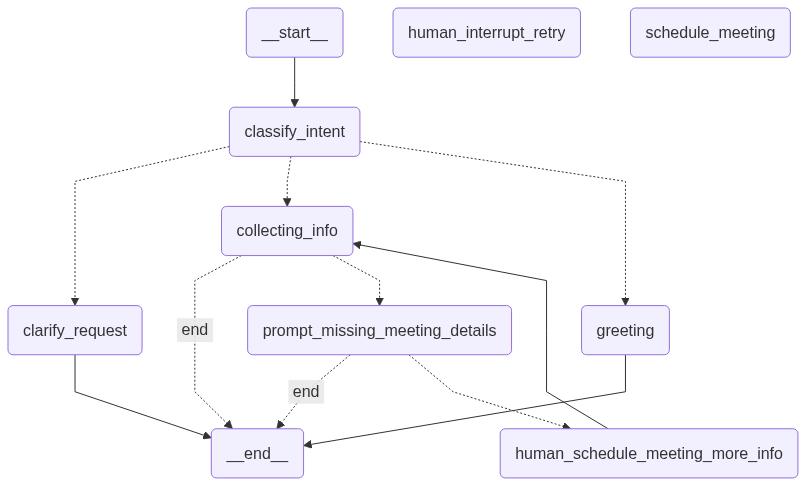 __start__
human_interrupt_retry
schedule_meeting
classify_intent
collecting_info
clarify_request
end
prompt_missing_meeting_details
greeting
end
__end__
human_schedule_meeting_more_info